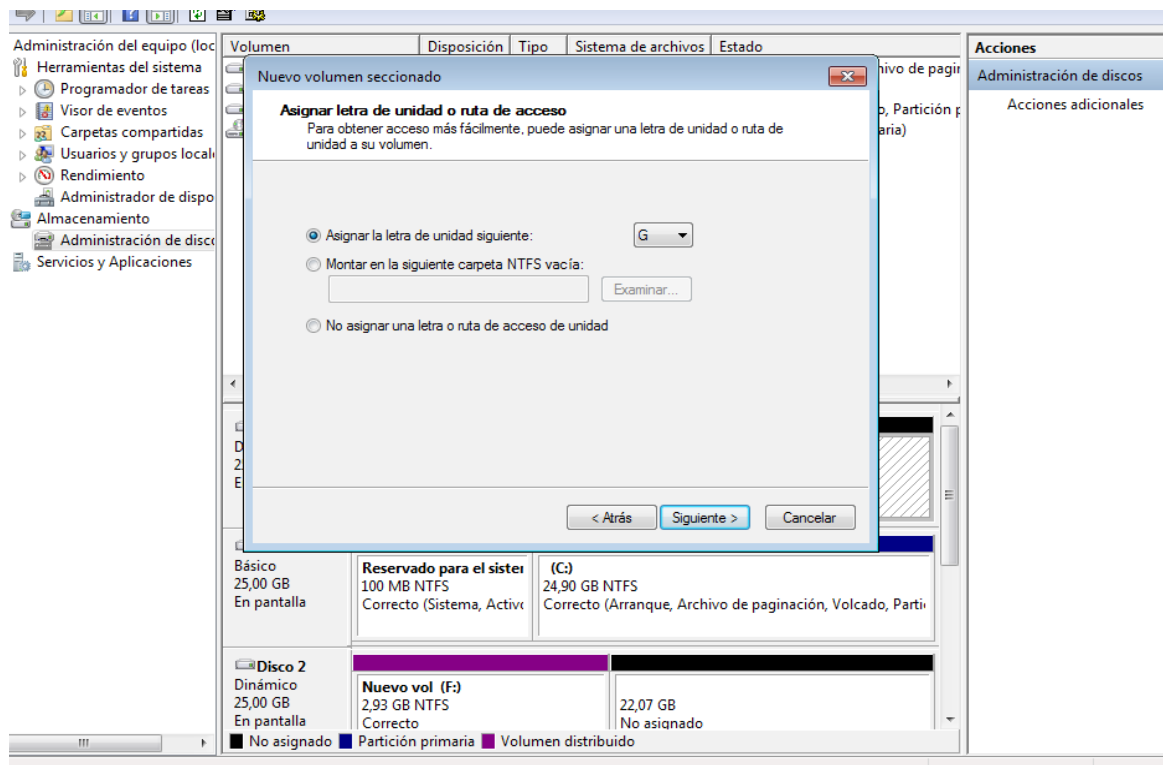 Administración del equipo (loc
Herramientas del sistema
Programador de tareas
Visor de eventos
Carpetas compartidas
Usuarios y grupos local
Rendimiento
Administrador de dispo
Almacenamiento
Administración de disc
Servicios y Aplicaciones
Volumen Disposición Tipo Sistema de archivos Estado
hivo de pagin
o, Partición p
aria)
Nuevo volumen seccionado
Asignar letra de unidad o ruta de acceso
Para obtener acceso más fácilmente, puede asignar una letra de unidad o ruta de
unidad a su volumen.
Asignar la letra de unidad siguiente: G
Montar en la siguiente carpeta NTFS vacía:
Examinar...
No asignar una letra o ruta de acceso de unidad
< Atrás Siguiente > Cancelar
D
2
E
Básico
25,00 GB
En pantalla
Reservado para el sister
100 MB NTFS
Correcto (Sistema, Activ
(C:)
24,90 GB NTFS
Correcto (Arranque, Archivo de paginación, Volcado, Parti
Disco 2
Dinámico
25,00 GB
En pantalla
Nuevo vol (F:)
2,93 GB NTFS
Correcto
22,07 GB
No asignado
No asignado Partición primaria Volumen distribuido
Acciones
Administración de discos
Acciones adicionales